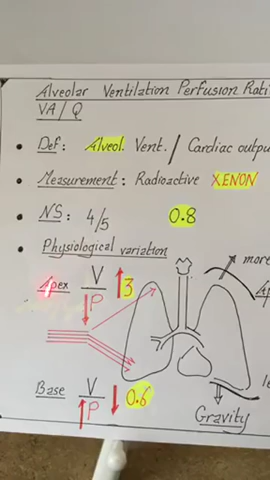 Alveolar Ventilation Perfusion Rati
VA/Q
• Def: Alveol. Vent. / Cardiac outpu
• Measurement: Radioactive XENON
• NS: 4/5 0.8
• Physiological variation
more
Apex V/P ↑3
Base V/P ↓ 0.6
Gravity